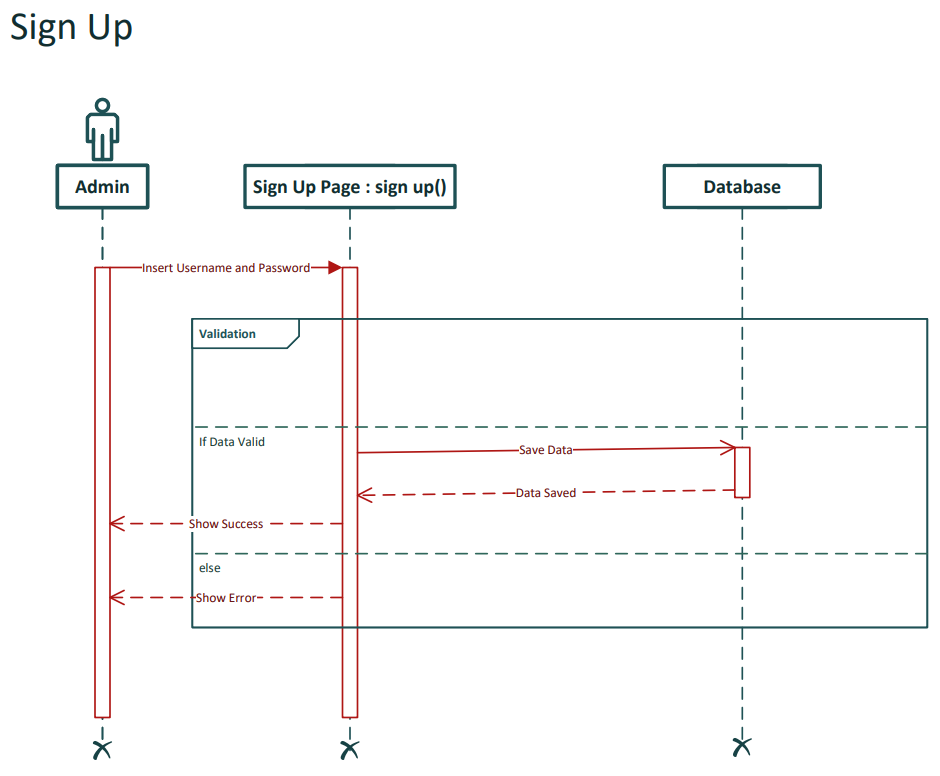 Sign Up
Admin
Sign Up Page : sign up()
Database
Insert Username and Password
Validation
If Data Valid
Save Data
Data Saved
Show Success
else
Show Error